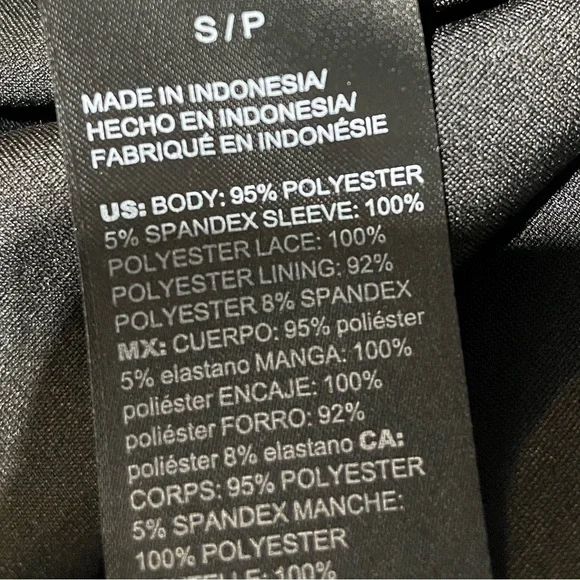 S/P
MADE IN INDONESIA/
HECHO EN INDONESIA/
FABRIQUÉ EN INDONÉSIE
US: BODY: 95% POLYESTER
5% SPANDEX SLEEVE: 100%
POLYESTER LACE: 100%
POLYESTER LINING: 92%
POLYESTER 8% SPANDEX
MX: CUERPO: 95% poliéster
5% elastano MANGA: 100%
poliéster ENCAJE: 100%
poliéster FORRO: 92%
poliéster 8% elastano CA:
CORPS: 95% POLYESTER
5% SPANDEX MANCHE:
100% POLYESTER
100%